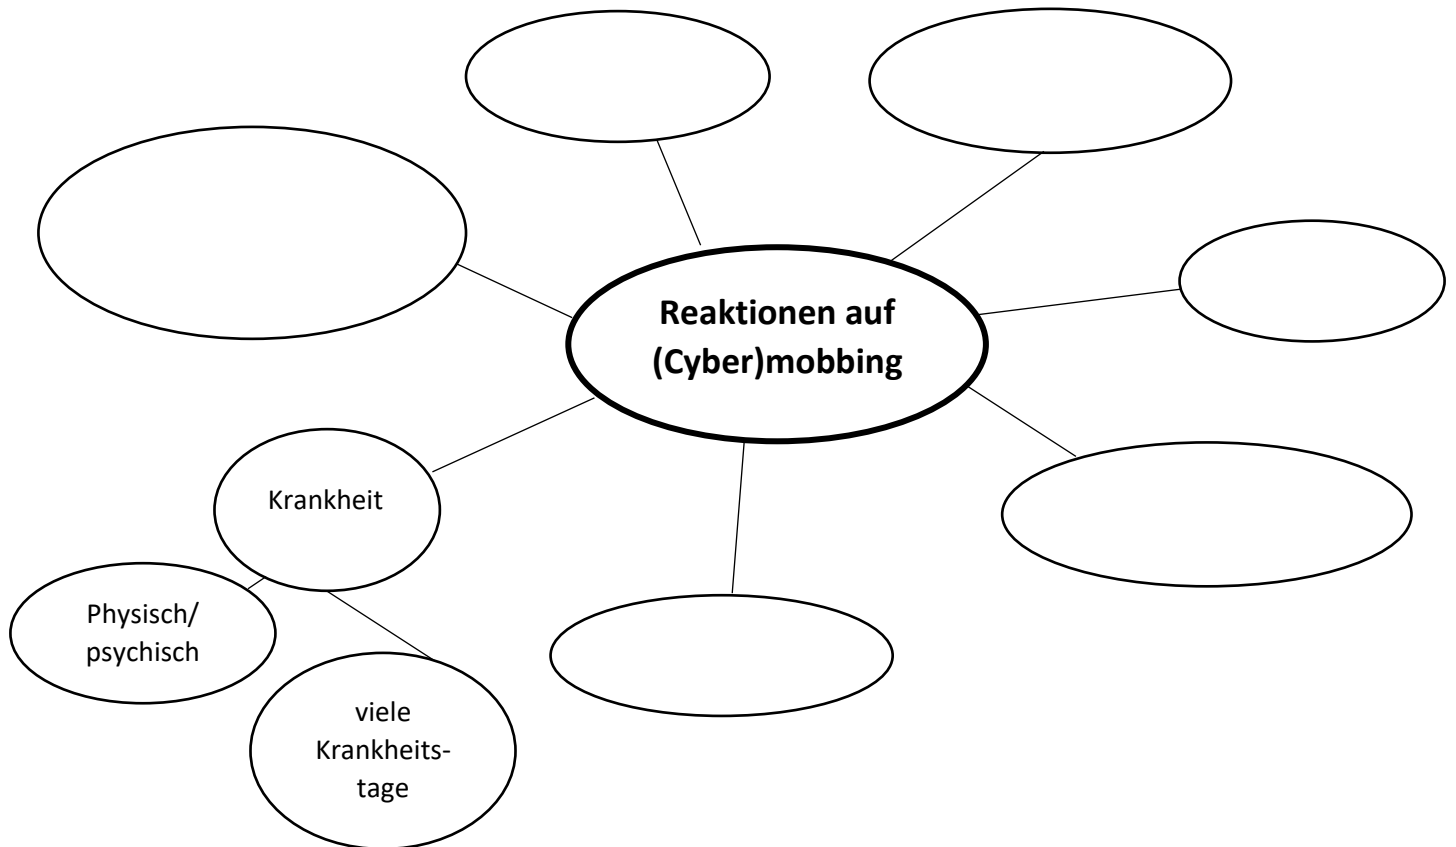 Reaktionen auf
(Cyber)mobbing
Krankheit
Physisch/
psychisch
viele
Krankheits-
tage